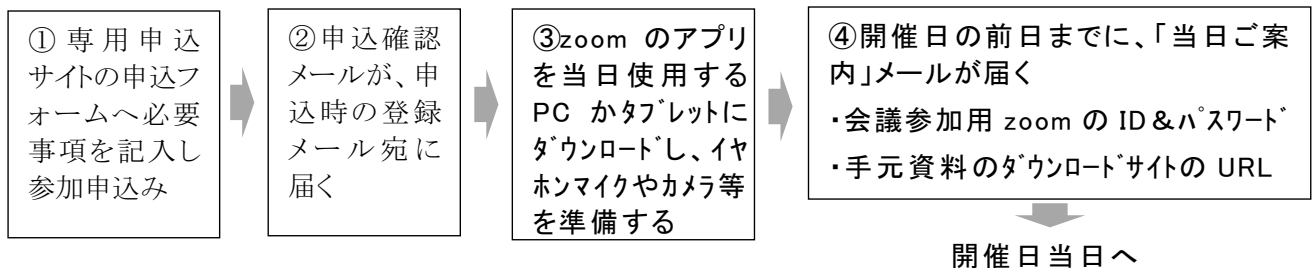 ①専用申込
サイトの申込フ
ォームへ必要
事項を記入し
参加申込み
②申込確認
メールが、申
込時の登録
メール宛に
届く
③zoom のアプリ
を当日使用する
PC かﾀﾌﾞﾚｯﾄに
ﾀﾞｳﾝﾛｰﾄﾞし、イヤ
ホンマイクやカメラ等
を準備する
④開催日の前日までに、「当日ご案
内」メールが届く
・会議参加用 zoom の ID＆ﾊﾟｽﾜｰﾄﾞ
・手元資料のﾀﾞｳﾝﾛｰﾄﾞサイトの URL
開催日当日へ